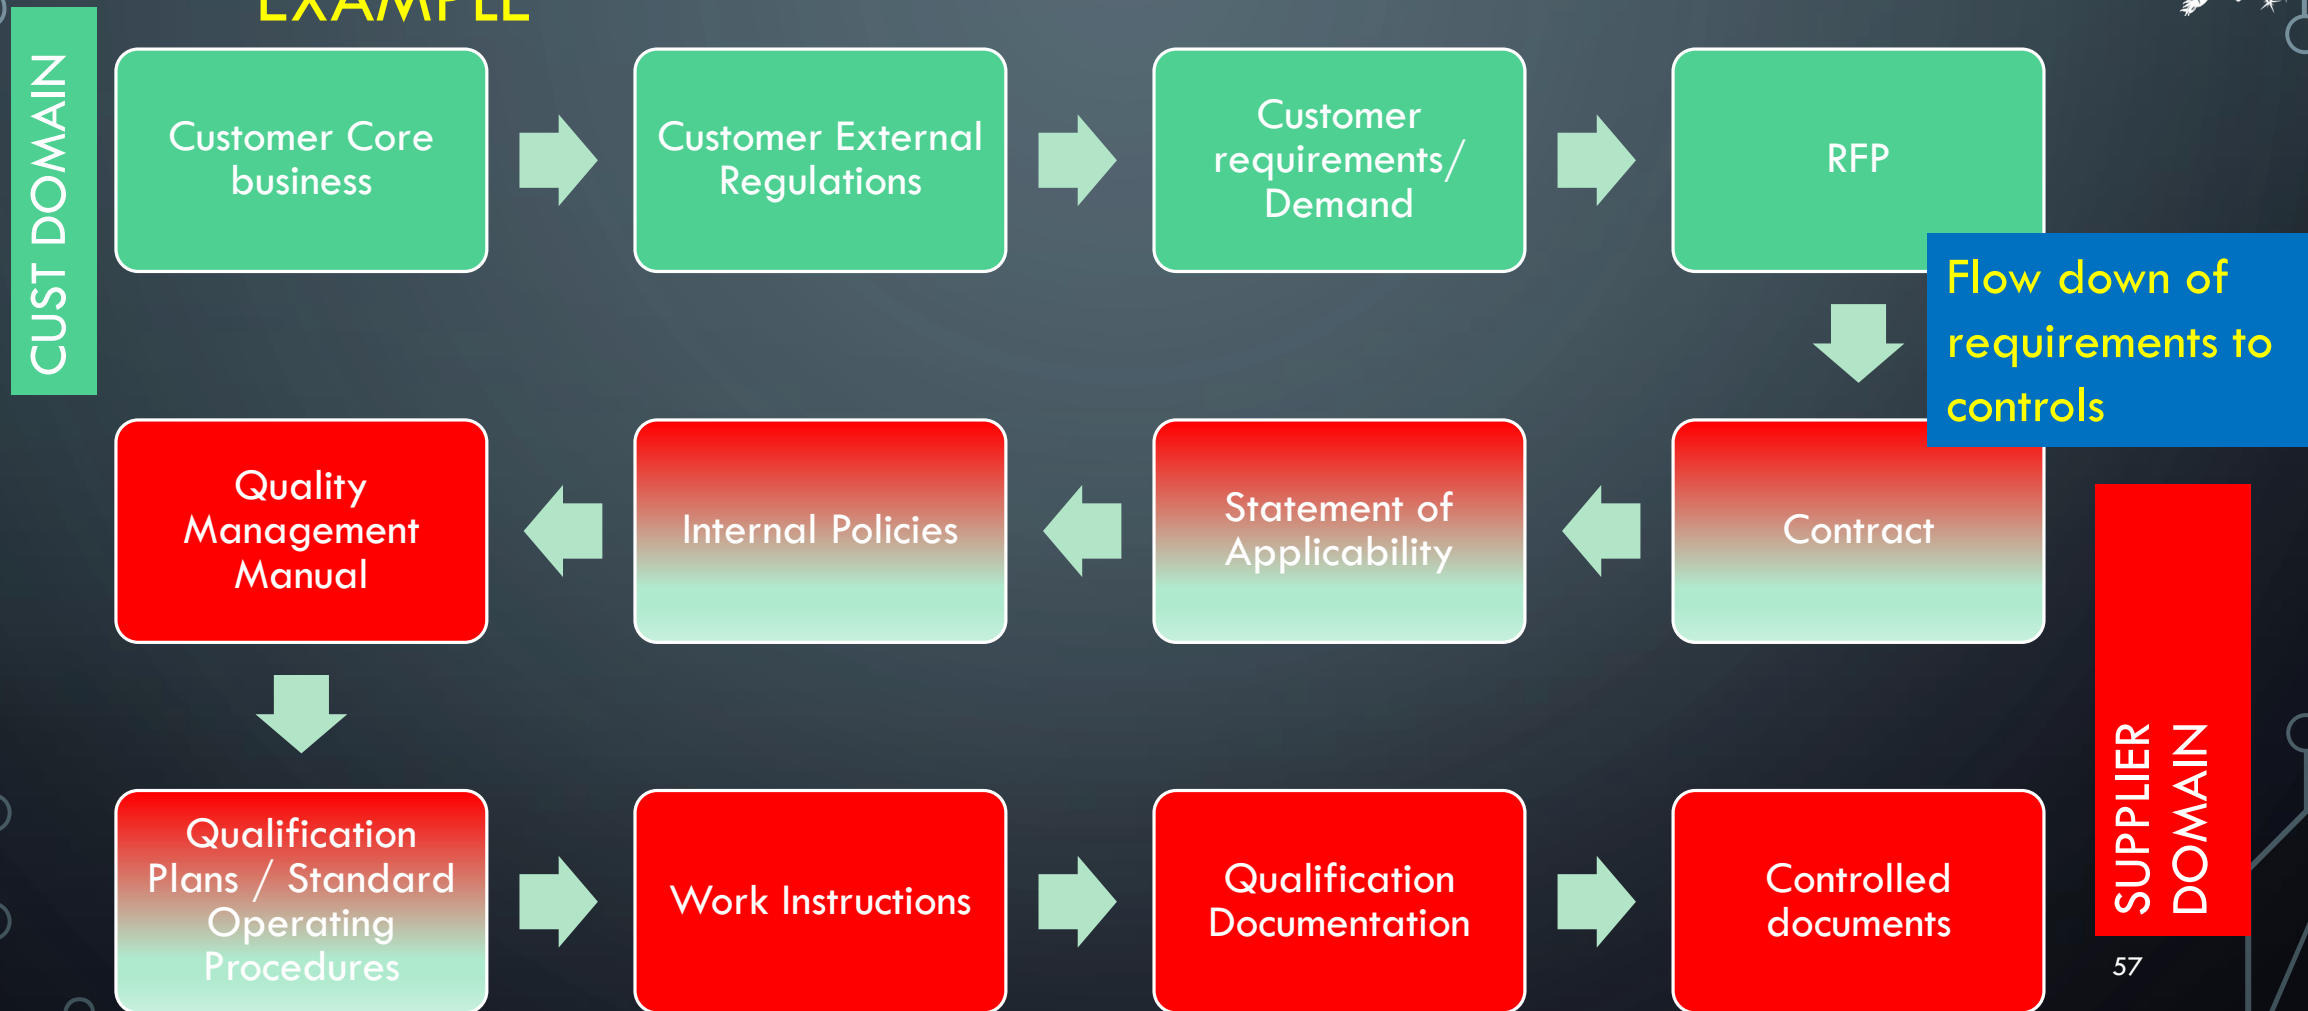 EXAMPLE
CUST DOMAIN
Customer Core
business
Customer External
Regulations
Customer
requirements/
Demand
RFP
Flow down of
requirements to
controls
Quality
Management
Manual
Internal Policies
Statement of
Applicability
Contract
SUPPLIER
DOMAIN
Qualification
Plans / Standard
Operating
Procedures
Work Instructions
Qualification
Documentation
Controlled
documents
57